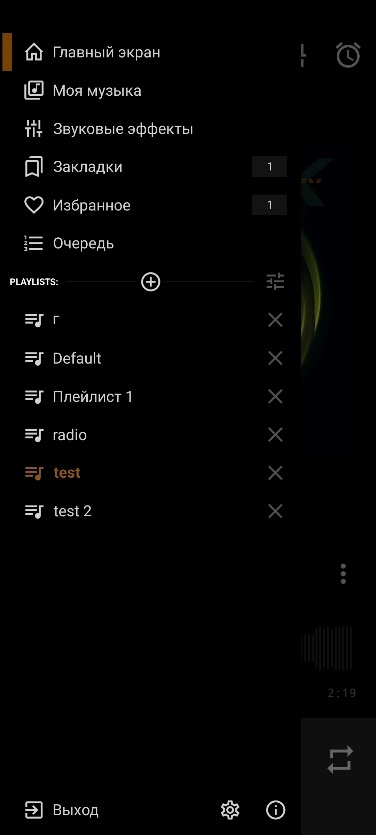 Главный экран
Моя музыка
Звуковые эффекты
Закладки 1
Избранное 1
Очередь
PLAYLISTS:
г
Default
Плейлист 1
radio
test
test 2
2:19
Выход